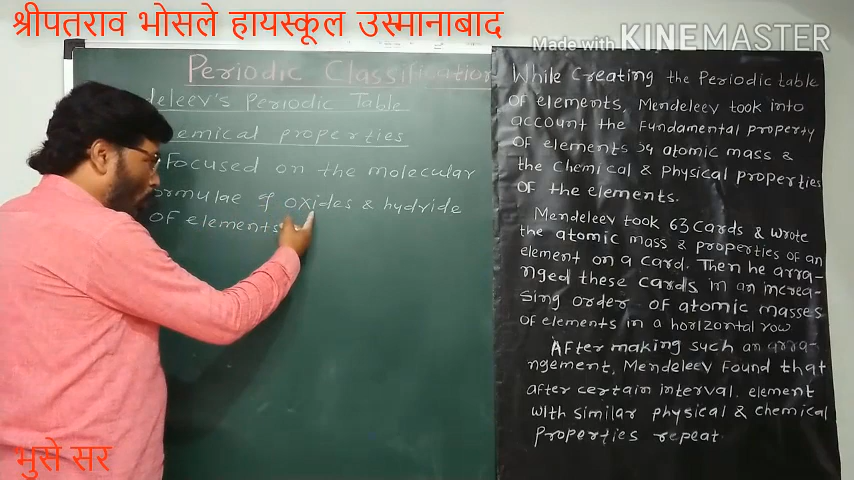 श्रीपतराव भोसले हायस्कूल उस्मानाबाद
Made with KINEMASTER
Periodic Classification
deleev's Periodic Table
emical properties
Focused on the molecular
ormulae of oxides & hydride
of elements
While Creating the Periodic table
of elements, Mendeleev took into
account the Fundamental property
of elements atomic mass &
the Chemical & Physical properties
of the elements.
Mendeleev took 63 Cards & wrote
the atomic mass & properties of an
element on a card. Then he arra-
nged these cards in an increa-
sing order of atomic masses
of elements in a horizontal row
After making such an arra-
ngement, Mendeleev Found that
after certain interval. element
with similar physical & chemical
Properties repeat.
भुसे सर